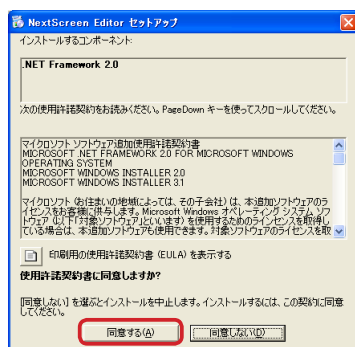 NextScreen Editor セットアップ
インストールするコンポーネント:
.NET Framework 2.0
次の使用許諾契約をお読みください。PageDown キーを使ってスクロールしてください。
マイクロソフト ソフトウェア追加使用許諾契約書
MICROSOFT .NET FRAMEWORK 2.0 FOR MICROSOFT WINDOWS
OPERATING SYSTEM
MICROSOFT WINDOWS INSTALLER 2.0
MICROSOFT WINDOWS INSTALLER 3.1
マイクロソフト (お住まいの地域によっては、その子会社) は、本追加ソフトウェアのラ
イセンスをお客様に供与します。Microsoft Windows オペレーティング システム ソフ
トウェア (以下「対象ソフトウェア」といいます) を使用するためのライセンスを取得し
ている場合は、本追加ソフトウェアも使用できます。対象ソフトウェアのライセンスを取
印刷用の使用許諾契約書 (EULA) を表示する
使用許諾契約書に同意しますか?
[同意しない] を選ぶとインストールを中止します。インストールするには、この契約に同意
してください。
同意する(A)
同意しない(D)